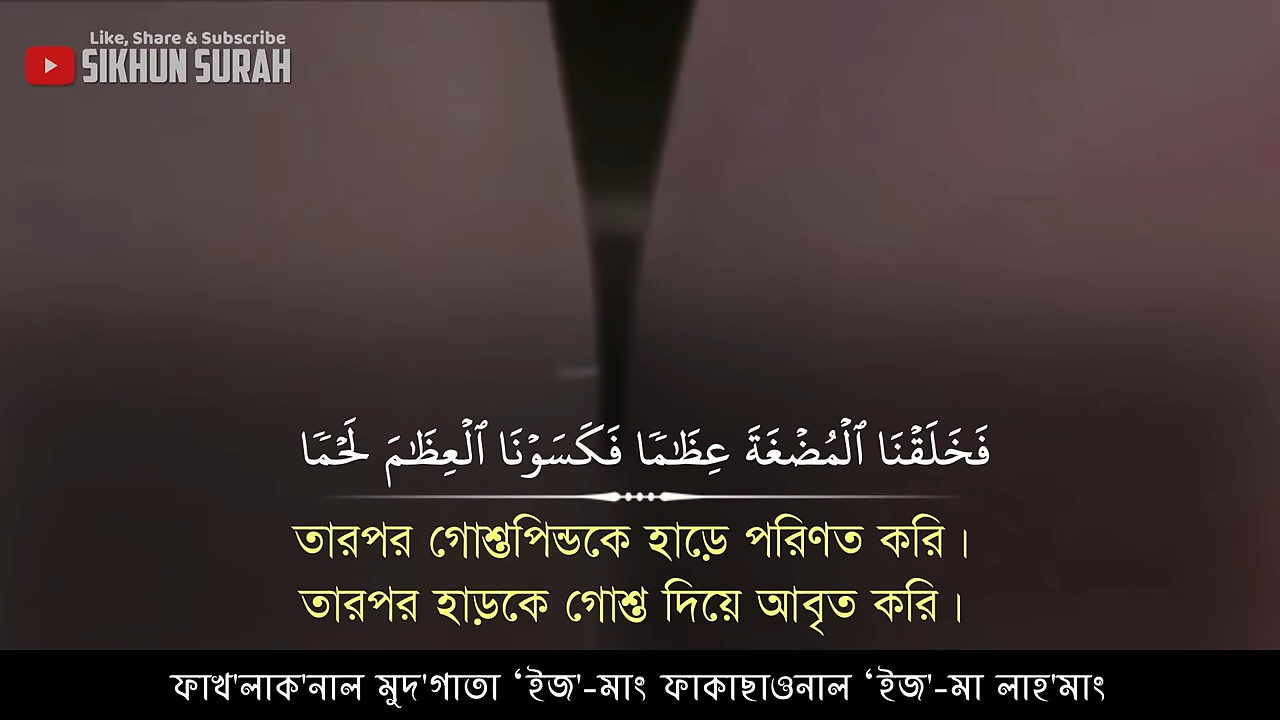 Like, Share & Subscribe
SIKHUN SURAH
فَخَلَقْنَا ٱلْمُضْغَةَ عِظَـٰمًا فَكَسَوْنَا ٱلْعِظَـٰمَ لَحْمًا
তারপর গোশ্তপিন্ডকে হাড়ে পরিণত করি।
তারপর হাড়কে গোশ্ত দিয়ে আবৃত করি।
ফাখ'লাক'নাল মুদ'গাতা ‘ইজ'-মাং ফাকাছাওনাল ‘ইজ'-মা লাহ'মাং